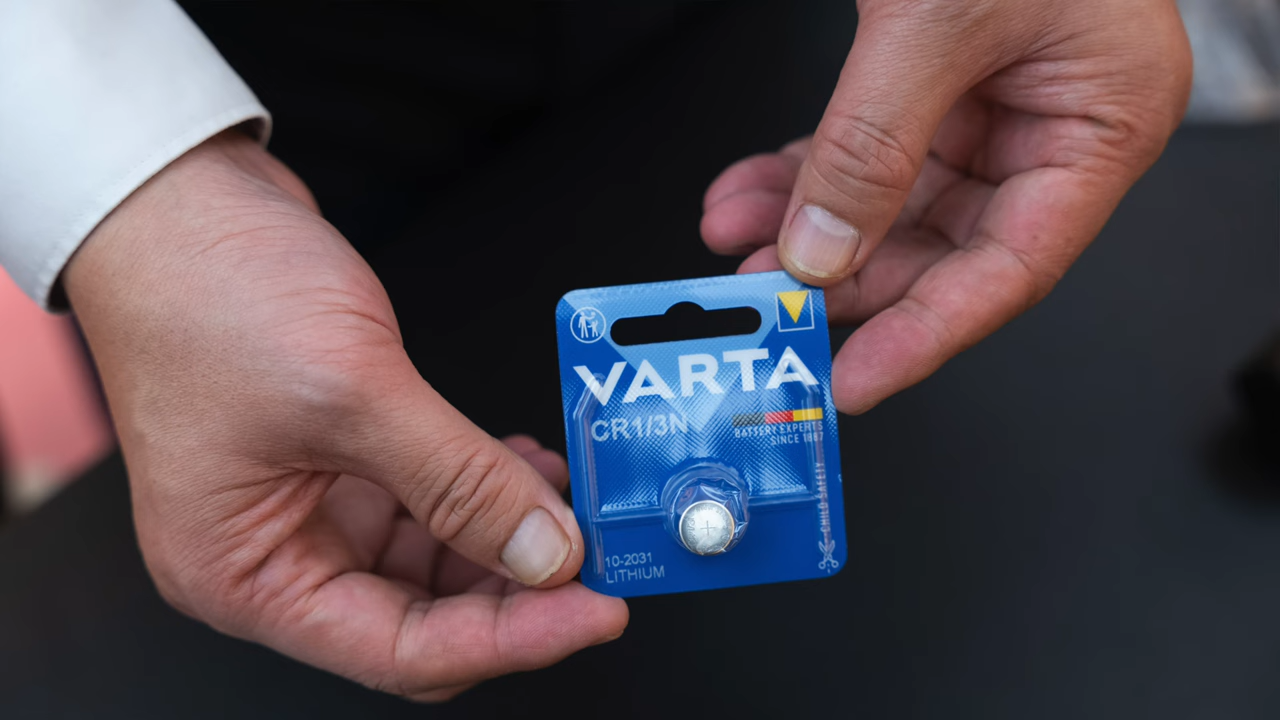 VARTA
CR1/3N
BATTERY EXPERTS
SINCE 1887
CHILD SAFETY
10-2031
LITHIUM